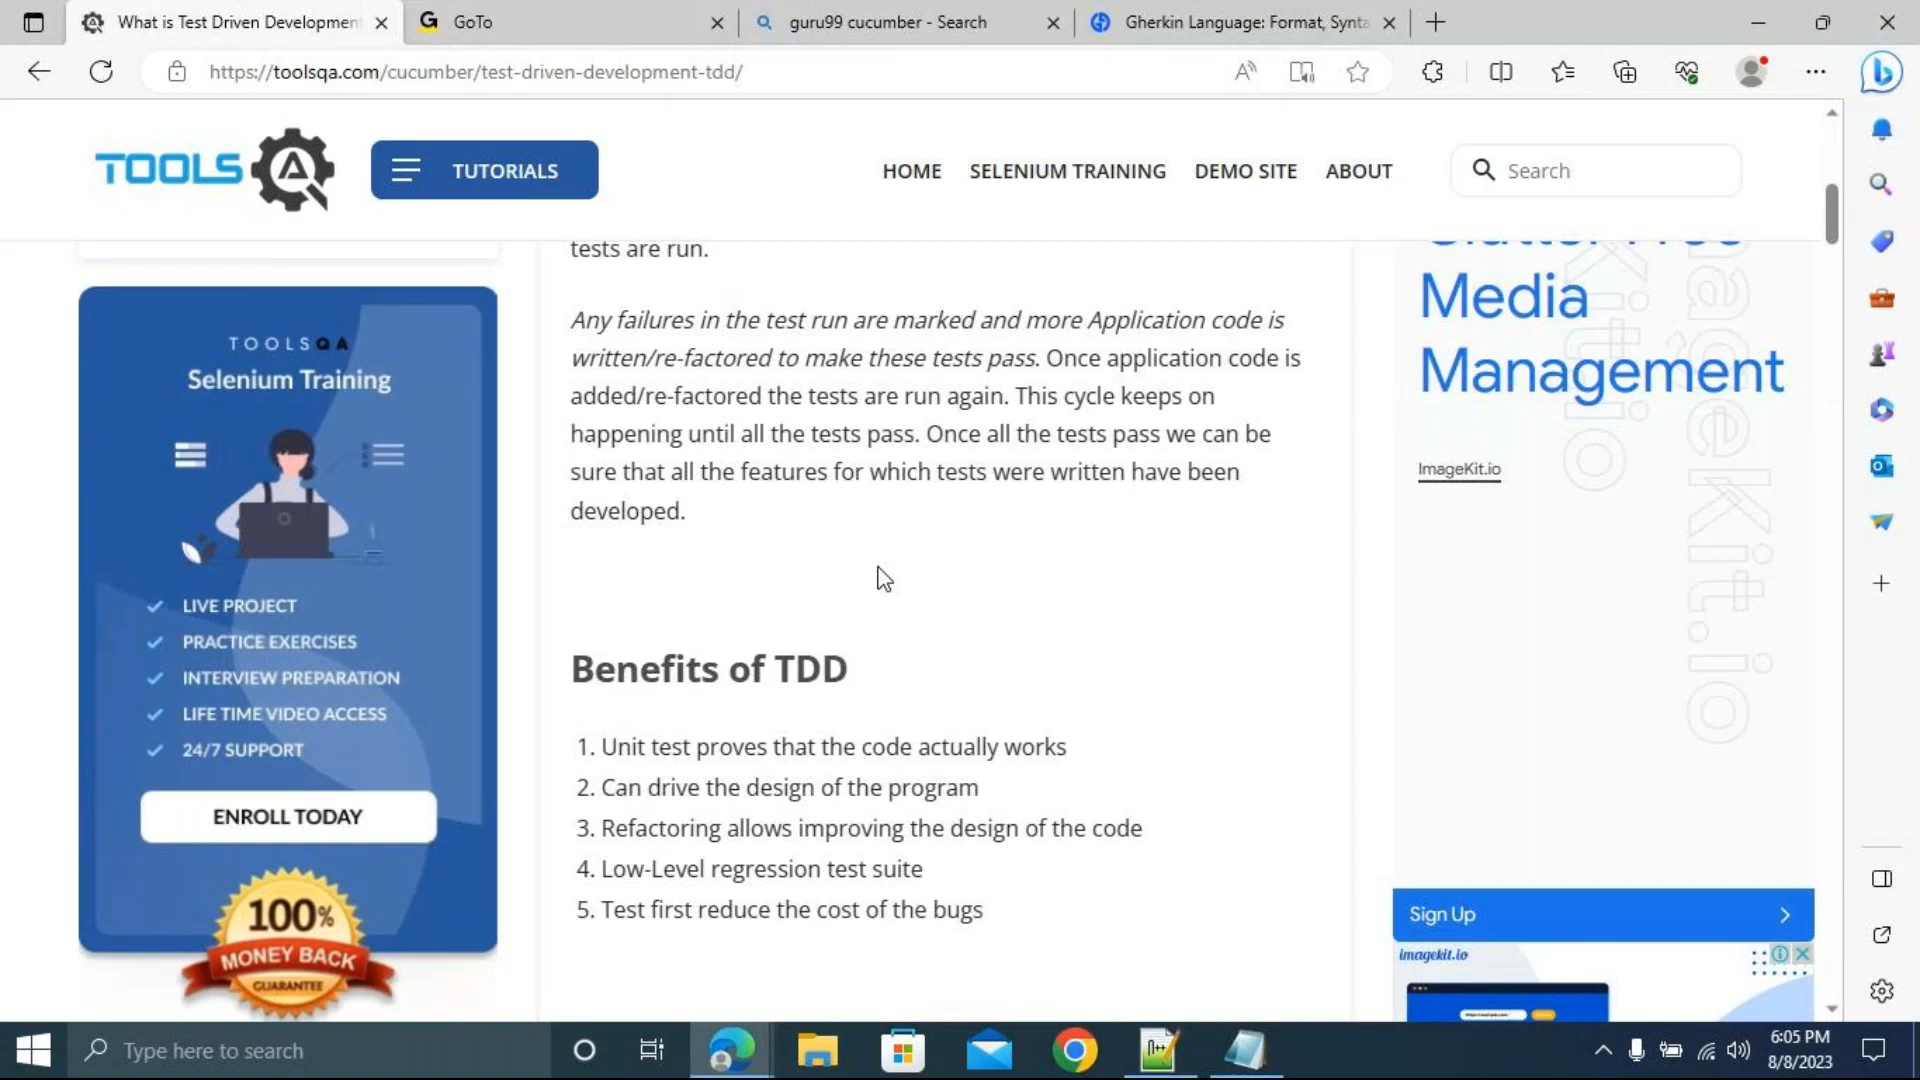 What is Test Driven Development
GoTo
guru99 cucumber - Search
Gherkin Language: Format, Synta
https://toolsqa.com/cucumber/test-driven-development-tdd/
TOOLS QA
TUTORIALS
HOME
SELENIUM TRAINING
DEMO SITE
ABOUT
Search
tests are run.
Any failures in the test run are marked and more Application code is
written/re-factored to make these tests pass. Once application code is
added/re-factored the tests are run again. This cycle keeps on
happening until all the tests pass. Once all the tests pass we can be
sure that all the features for which tests were written have been
developed.
Benefits of TDD
1. Unit test proves that the code actually works
2. Can drive the design of the program
3. Refactoring allows improving the design of the code
4. Low-Level regression test suite
5. Test first reduce the cost of the bugs
TOOLSQA
Selenium Training
LIVE PROJECT
PRACTICE EXERCISES
INTERVIEW PREPARATION
LIFE TIME VIDEO ACCESS
24/7 SUPPORT
ENROLL TODAY
100%
MONEY BACK
GUARANTEE
Media
Management
ImageKit.io
ImageKit.io
Sign Up
imagekit.io
Type here to search
6:05 PM
8/8/2023